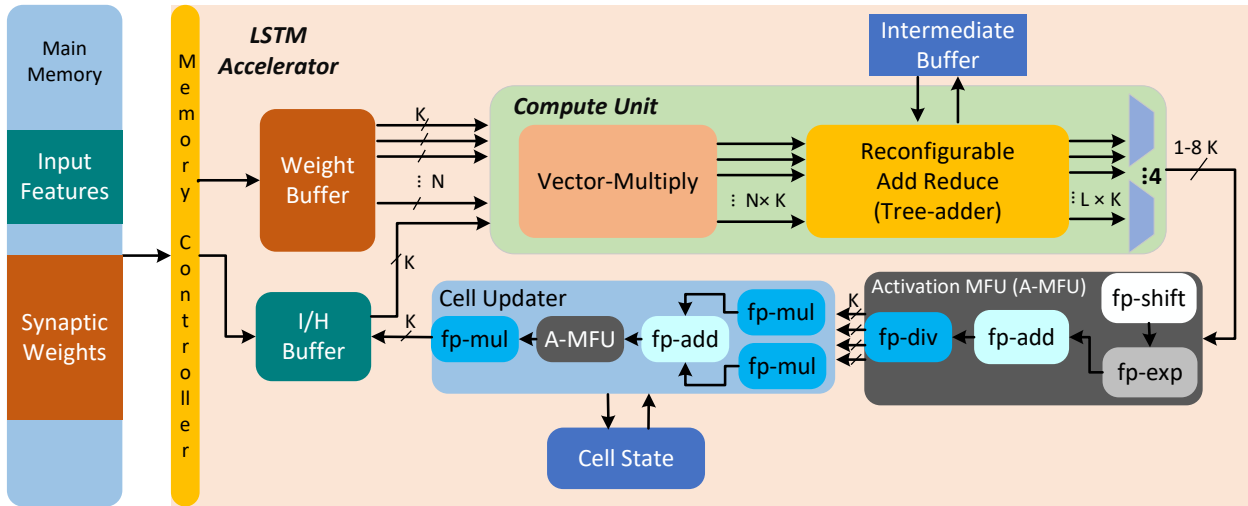 Main
Memory
Input
Features
Synaptic
Weights
Memory Controller
LSTM
Accelerator
Weight
Buffer
K
⋮ N
I/H
Buffer
K
K
Intermediate
Buffer
Compute Unit
Vector-Multiply
⋮ N× K
Reconfigurable
Add Reduce
(Tree-adder)
⋮ L × K
⋮4
1-8 K
Cell Updater
fp-mul
A-MFU
fp-add
fp-mul
fp-mul
K
Cell State
Activation MFU (A-MFU)
fp-shift
fp-div
fp-add
fp-exp